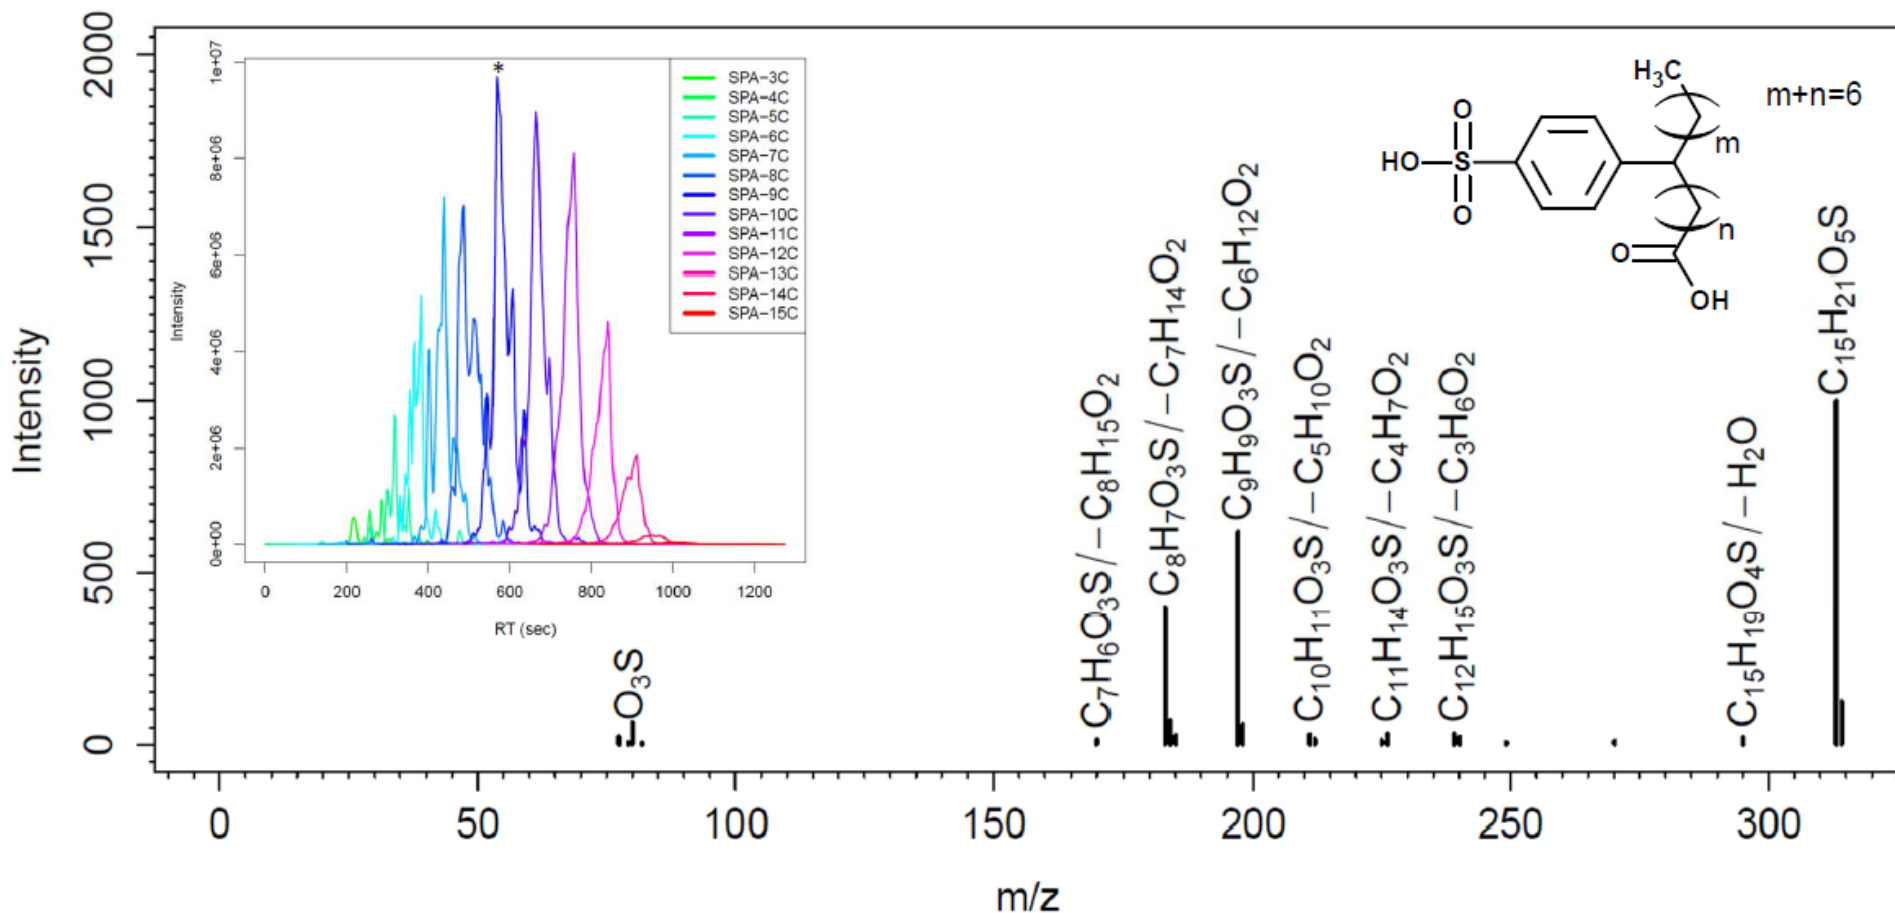 Intensity
2000
1500
1000
500
0
0
50
100
150
200
250
300
m/z
O₃S
C₇H₆O₃S/−C₈H₁₅O₂
C₈H₇O₃S/−C₇H₁₄O₂
C₉H₉O₃S/−C₆H₁₂O₂
C₁₀H₁₁O₃S/−C₅H₁₀O₂
C₁₁H₁₄O₃S/−C₄H₇O₂
C₁₂H₁₅O₃S/−C₃H₆O₂
C₁₅H₁₉O₄S/−H₂O
C₁₅H₂₁O₅S
Intensity
1e+07
8e+06
6e+06
4e+06
2e+06
0e+00
*
0
200
400
600
800
1000
1200
RT (sec)
SPA−3C
SPA−4C
SPA−5C
SPA−6C
SPA−7C
SPA−8C
SPA−9C
SPA−10C
SPA−11C
SPA−12C
SPA−13C
SPA−14C
SPA−15C
H₃C
m+n=6
m
O
HO
S
O
n
O
OH